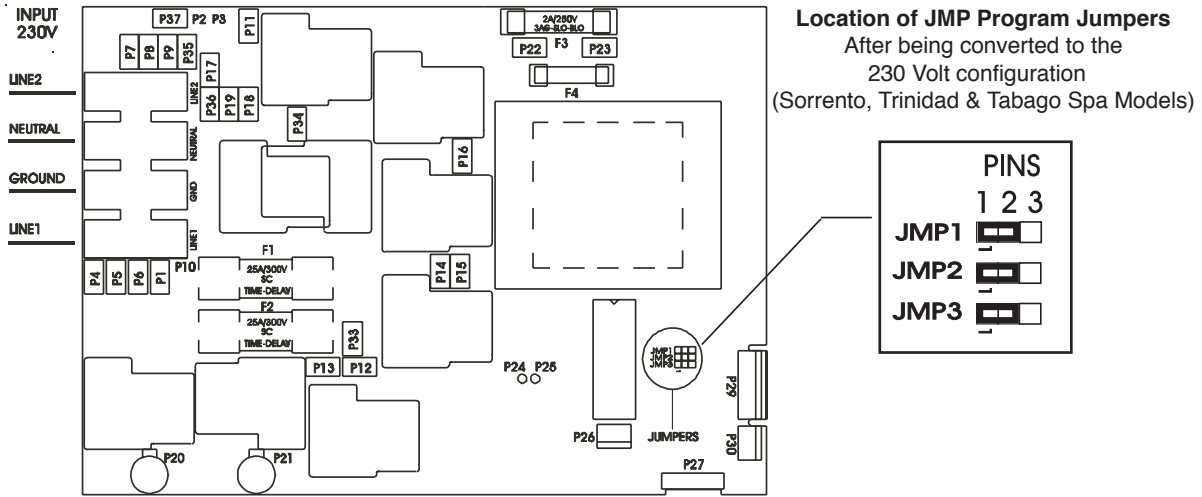 INPUT
230V
P37 P2 P3
P11
P7
P8
P9
P35
P17
P36
P19
P18
LINE2
LINE2
NEUTRAL
NEUTRAL
GROUND
GND
LINE1
LINE1
P34
P16
2A/250V
3AG-SLO-BLO
F3
P22
P23
F4
P4
P5
P6
P1
P10
F1
25A/300V
SC
TIME-DELAY
F2
25A/300V
SC
TIME-DELAY
P14
P15
P33
P13
P12
P20
P21
P24 P25
P26
JMP1
JMP2
JMP3
1
JUMPERS
P29
P30
P27
Location of JMP Program Jumpers
After being converted to the
230 Volt configuration
(Sorrento, Trinidad & Tabago Spa Models)
PINS
1 2 3
JMP1
1
JMP2
1
JMP3
1